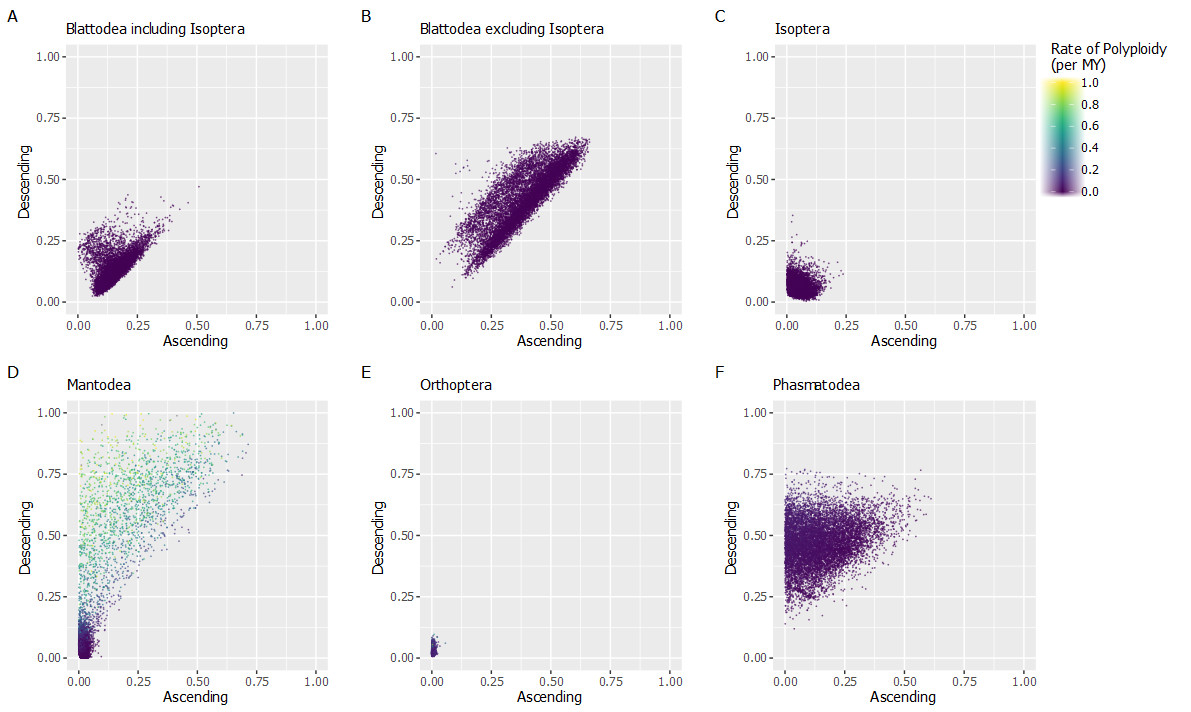 A
Blattodea including Isoptera
1.00
0.75
0.50
0.25
0.00
Descending
0.00 0.25 0.50 0.75 1.00
Ascending
B
Blattodea excluding Isoptera
1.00
0.75
0.50
0.25
0.00
Descending
0.00 0.25 0.50 0.75 1.00
Ascending
C
Isoptera
1.00
0.75
0.50
0.25
0.00
Descending
0.00 0.25 0.50 0.75 1.00
Ascending
Rate of Polyploidy
(per MY)
1.0
0.8
0.6
0.4
0.2
0.0
D
Mantodea
1.00
0.75
0.50
0.25
0.00
Descending
0.00 0.25 0.50 0.75 1.00
Ascending
E
Orthoptera
1.00
0.75
0.50
0.25
0.00
Descending
0.00 0.25 0.50 0.75 1.00
Ascending
F
Phasmatodea
1.00
0.75
0.50
0.25
0.00
Descending
0.00 0.25 0.50 0.75 1.00
Ascending